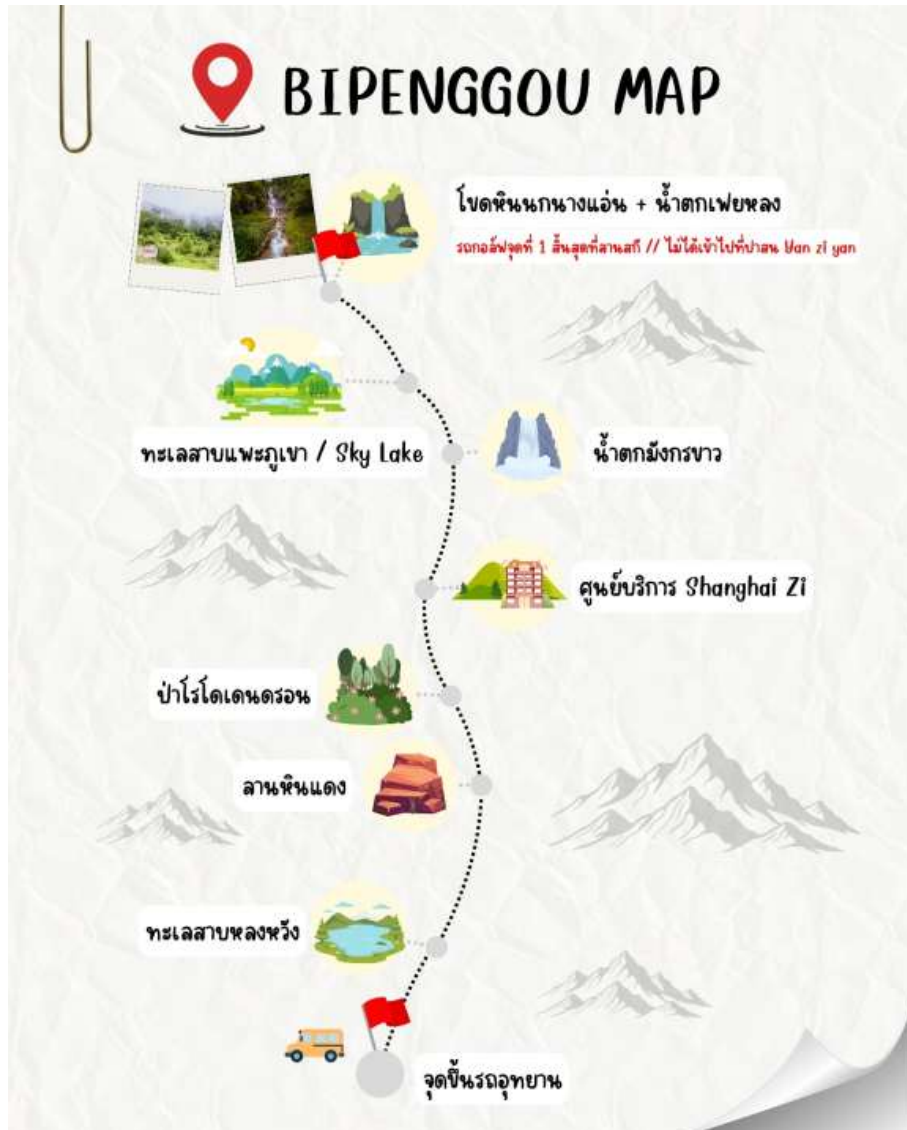 BIPENGGOU MAP
โขดหินนกนางแอ่น + น้ำตกเฟยหลง
รถกอล์ฟจุดที่ 1 สิ้นสุดที่ลานสกี // ไม่ได้เข้าไปที่ปาสน Yan zi yan
ทะเลสาบแพะภูเขา / Sky Lake
น้ำตกมังกรขาว
ศูนย์บริการ Shanghai Zi
ป่าโรโดเดนดรอน
ลานหินแดง
ทะเลสาบหลงหวัง
จุดขึ้นรถอุทยาน